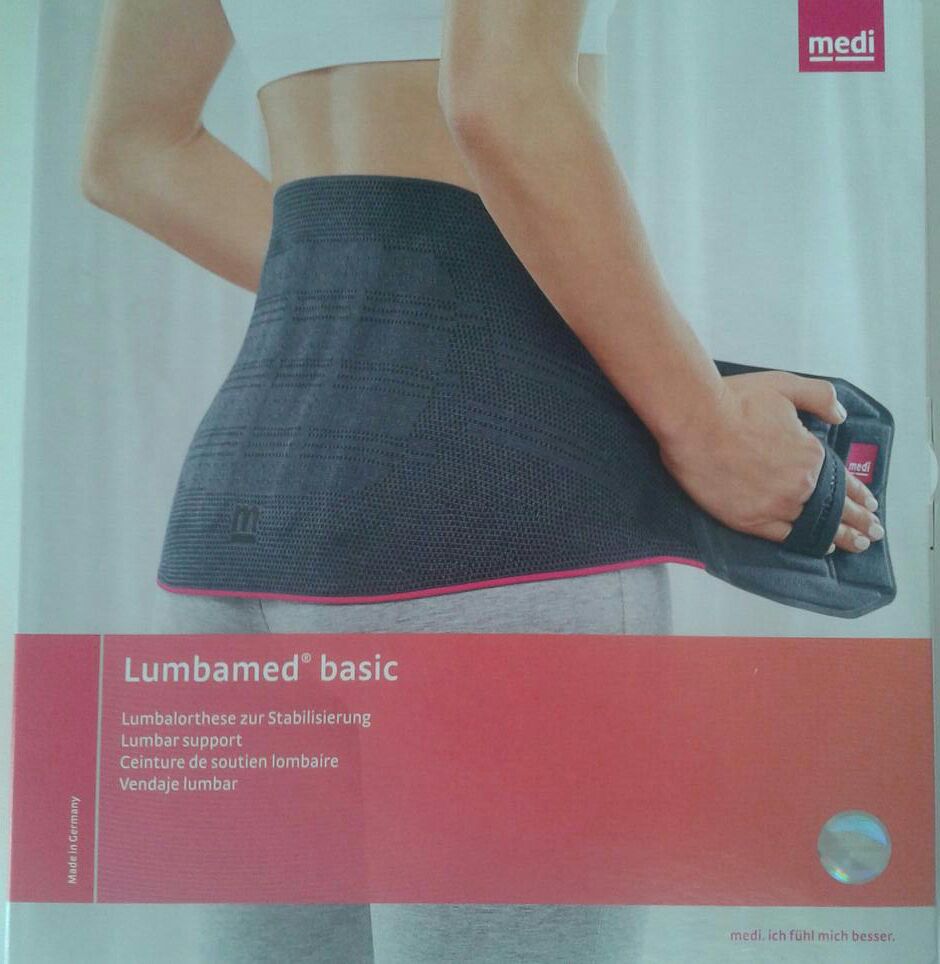 medi
medi
m
Lumbamed® basic
Lumbalorthese zur Stabilisierung
Lumbar support
Ceinture de soutien lombaire
Vendaje lumbar
Made in Germany
medi. ich fühl mich besser.